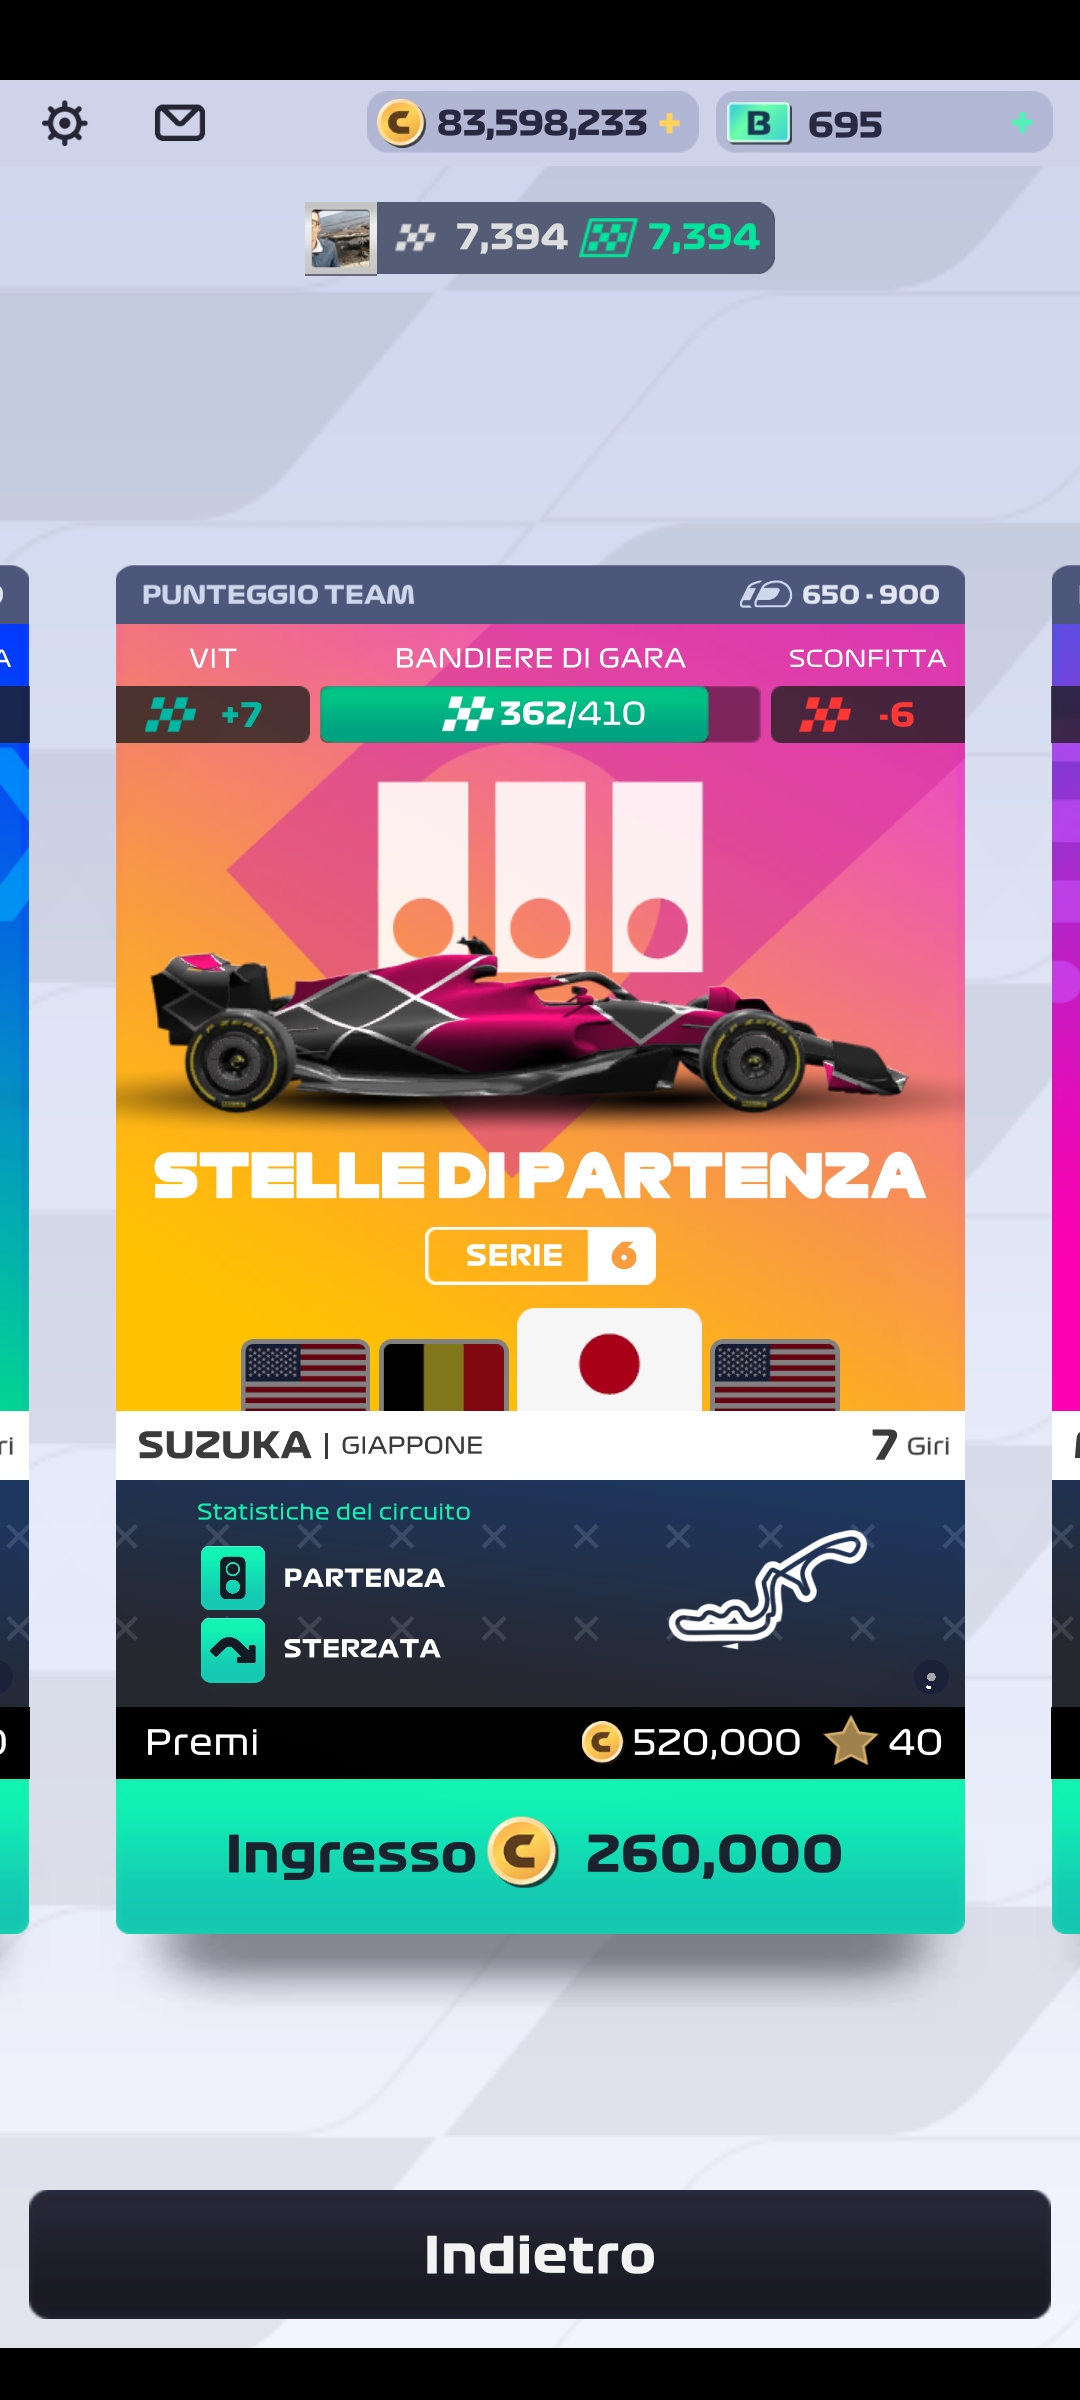 83,598,233
B 695
7,394 7,394
PUNTEGGIO TEAM 650 - 900
VIT BANDIERE DI GARA SCONFITTA
+7 362/410 -6
STELLE DI PARTENZA
SERIE 6
SUZUKA | GIAPPONE 7 Giri
Statistiche del circuito
PARTENZA
STERZATA
Premi C 520,000 40
Ingresso C 260,000
Indietro